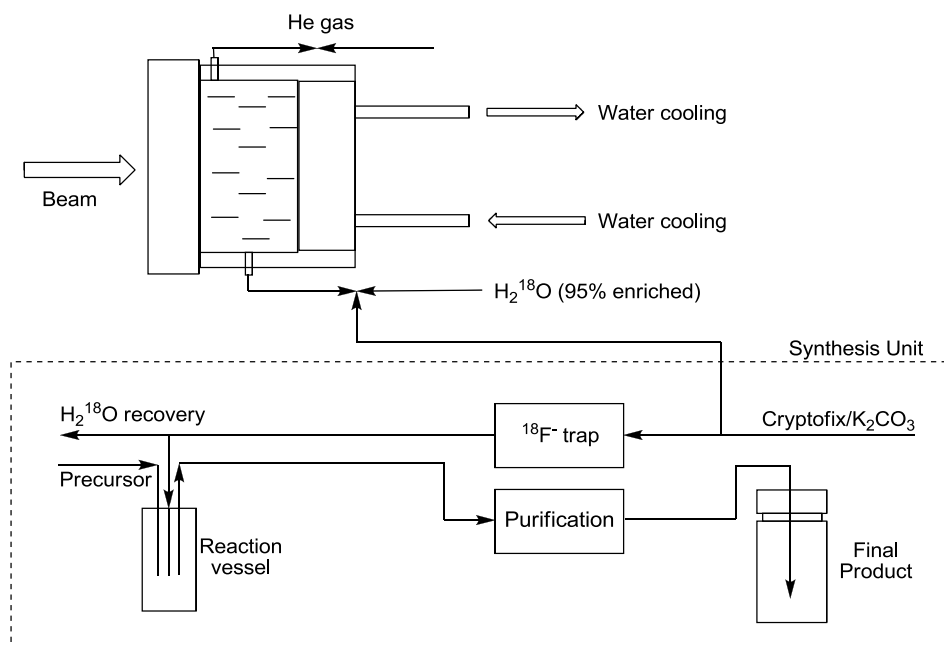 He gas
Water cooling
Beam
Water cooling
H₂¹⁸O (95% enriched)
Synthesis Unit
H₂¹⁸O recovery
¹⁸F⁻ trap
Cryptofix/K₂CO₃
Precursor
Purification
Reaction
vessel
Final
Product